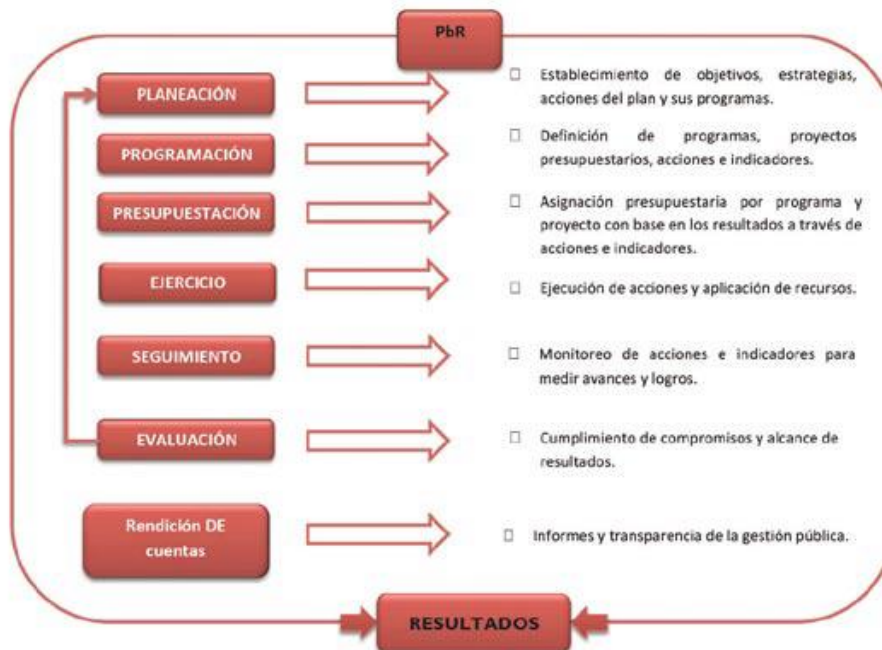 PbR
PLANEACIÓN
□ Establecimiento de objetivos, estrategias,
acciones del plan y sus programas.
PROGRAMACIÓN
□ Definición de programas, proyectos
presupuestarios, acciones e indicadores.
PRESUPUESTACIÓN
□ Asignación presupuestaria por programa y
proyecto con base en los resultados a través de
acciones e indicadores.
EJERCICIO
□ Ejecución de acciones y aplicación de recursos.
SEGUIMIENTO
□ Monitoreo de acciones e indicadores para
medir avances y logros.
EVALUACIÓN
□ Cumplimiento de compromisos y alcance de
resultados.
Rendición DE
cuentas
□ Informes y transparencia de la gestión pública.
RESULTADOS